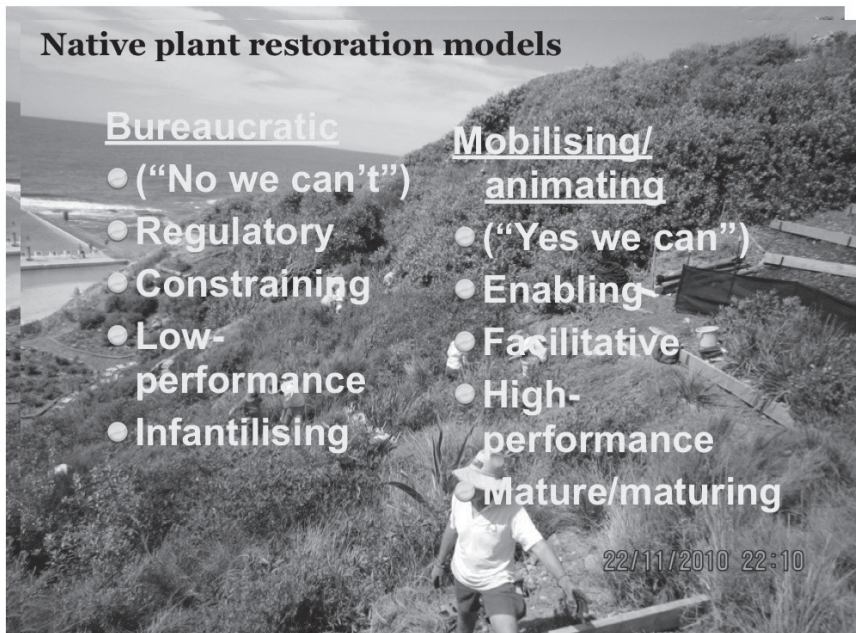 Native plant restoration models
Bureaucratic
(“No we can’t”)
Regulatory
Constraining
Low-
performance
Infantilising
Mobilising/
animating
(“Yes we can”)
Enabling
Facilitative
High-
performance
Mature/maturing
22/11/2010 22:10